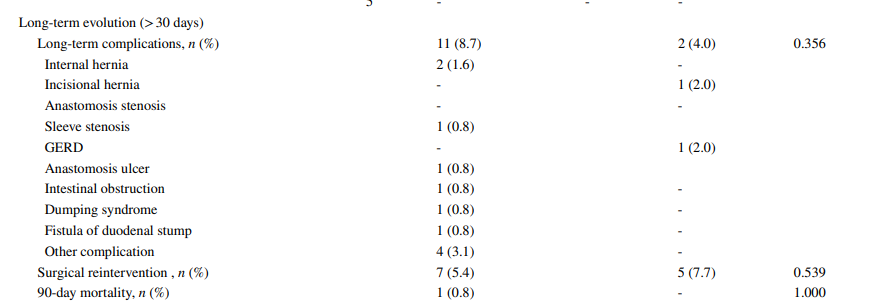 - - -
Long-term evolution (> 30 days)
Long-term complications, n (%) 11 (8.7) 2 (4.0) 0.356
Internal hernia 2 (1.6) -
Incisional hernia - 1 (2.0)
Anastomosis stenosis - -
Sleeve stenosis 1 (0.8)
GERD - 1 (2.0)
Anastomosis ulcer 1 (0.8)
Intestinal obstruction 1 (0.8) -
Dumping syndrome 1 (0.8) -
Fistula of duodenal stump 1 (0.8) -
Other complication 4 (3.1) -
Surgical reintervention , n (%) 7 (5.4) 5 (7.7) 0.539
90-day mortality, n (%) 1 (0.8) - 1.000